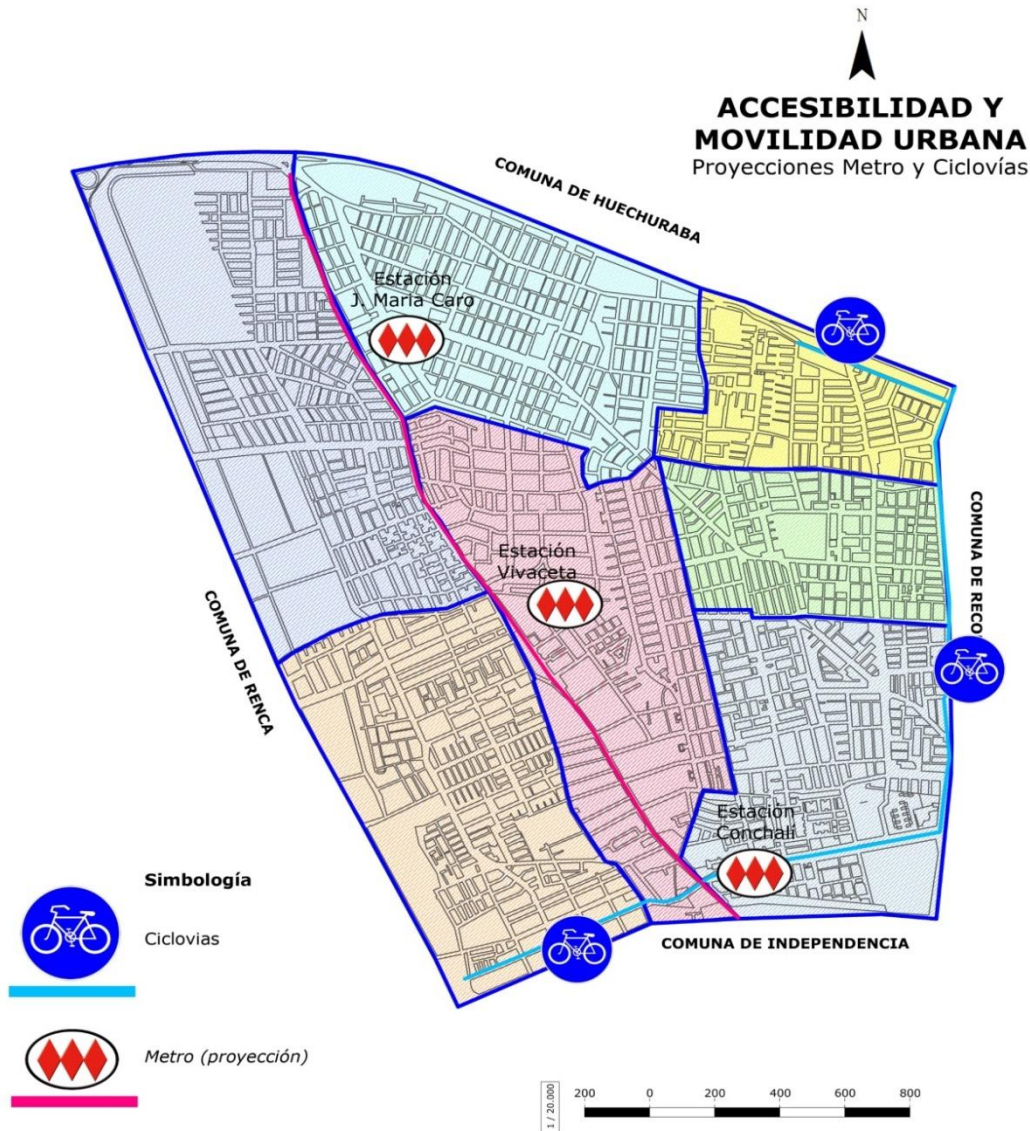 N
ACCESIBILIDAD Y
MOVILIDAD URBANA
Proyecciones Metro y Ciclovías
COMUNA DE HUECHURABA
Estación
J. Maria Caro
COMUNA DE RECO
Estación
Vivaceta
COMUNA DE RENCA
Estación
Conchalí
COMUNA DE INDEPENDENCIA
Simbología
Ciclovias
Metro (proyección)
1 / 20.000
200 0 200 400 600 800